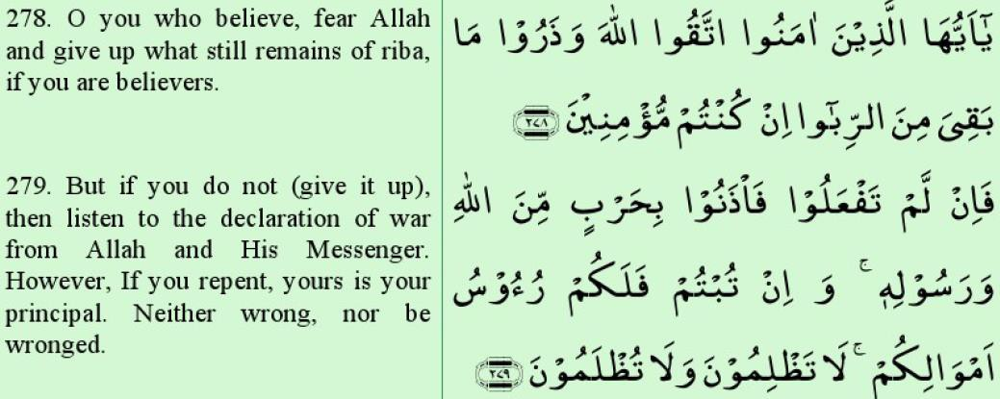 278. O you who believe, fear Allah
and give up what still remains of riba,
if you are believers.
يٰۤاَيُّهَا الَّذِيْنَ اٰمَنُوا اتَّقُوا اللّٰهَ وَذَرُوْا مَا
بَقِيَ مِنَ الرِّبٰۤوا اِنْ كُنْتُمْ مُّؤْمِنِيْنَ ﴿۲۷۸﴾
279. But if you do not (give it up),
then listen to the declaration of war
from Allah and His Messenger.
However, If you repent, yours is your
principal. Neither wrong, nor be
wronged.
فَاِنْ لَّمْ تَفْعَلُوْا فَاْذَنُوْا بِحَرْبٍ مِّنَ اللّٰهِ
وَرَسُوْلِهٖ ۚ وَ اِنْ تُبْتُمْ فَلَكُمْ رُءُوْسُ
اَمْوَالِكُمْ ۚ لَا تَظْلِمُوْنَ وَلَا تُظْلَمُوْنَ ﴿۲۷۹﴾